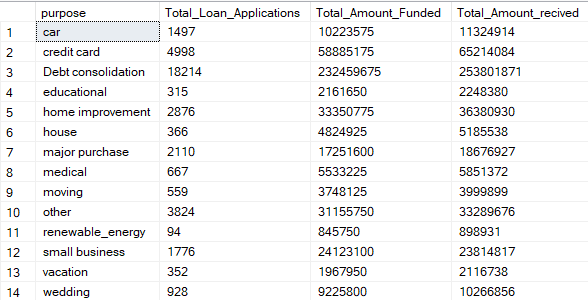 purpose Total_Loan_Applications Total_Amount_Funded Total_Amount_recived
1 car 1497 10223575 11324914
2 credit card 4998 58885175 65214084
3 Debt consolidation 18214 232459675 253801871
4 educational 315 2161650 2248380
5 home improvement 2876 33350775 36380930
6 house 366 4824925 5185538
7 major purchase 2110 17251600 18676927
8 medical 667 5533225 5851372
9 moving 559 3748125 3999899
10 other 3824 31155750 33289676
11 renewable_energy 94 845750 898931
12 small business 1776 24123100 23814817
13 vacation 352 1967950 2116738
14 wedding 928 9225800 10266856